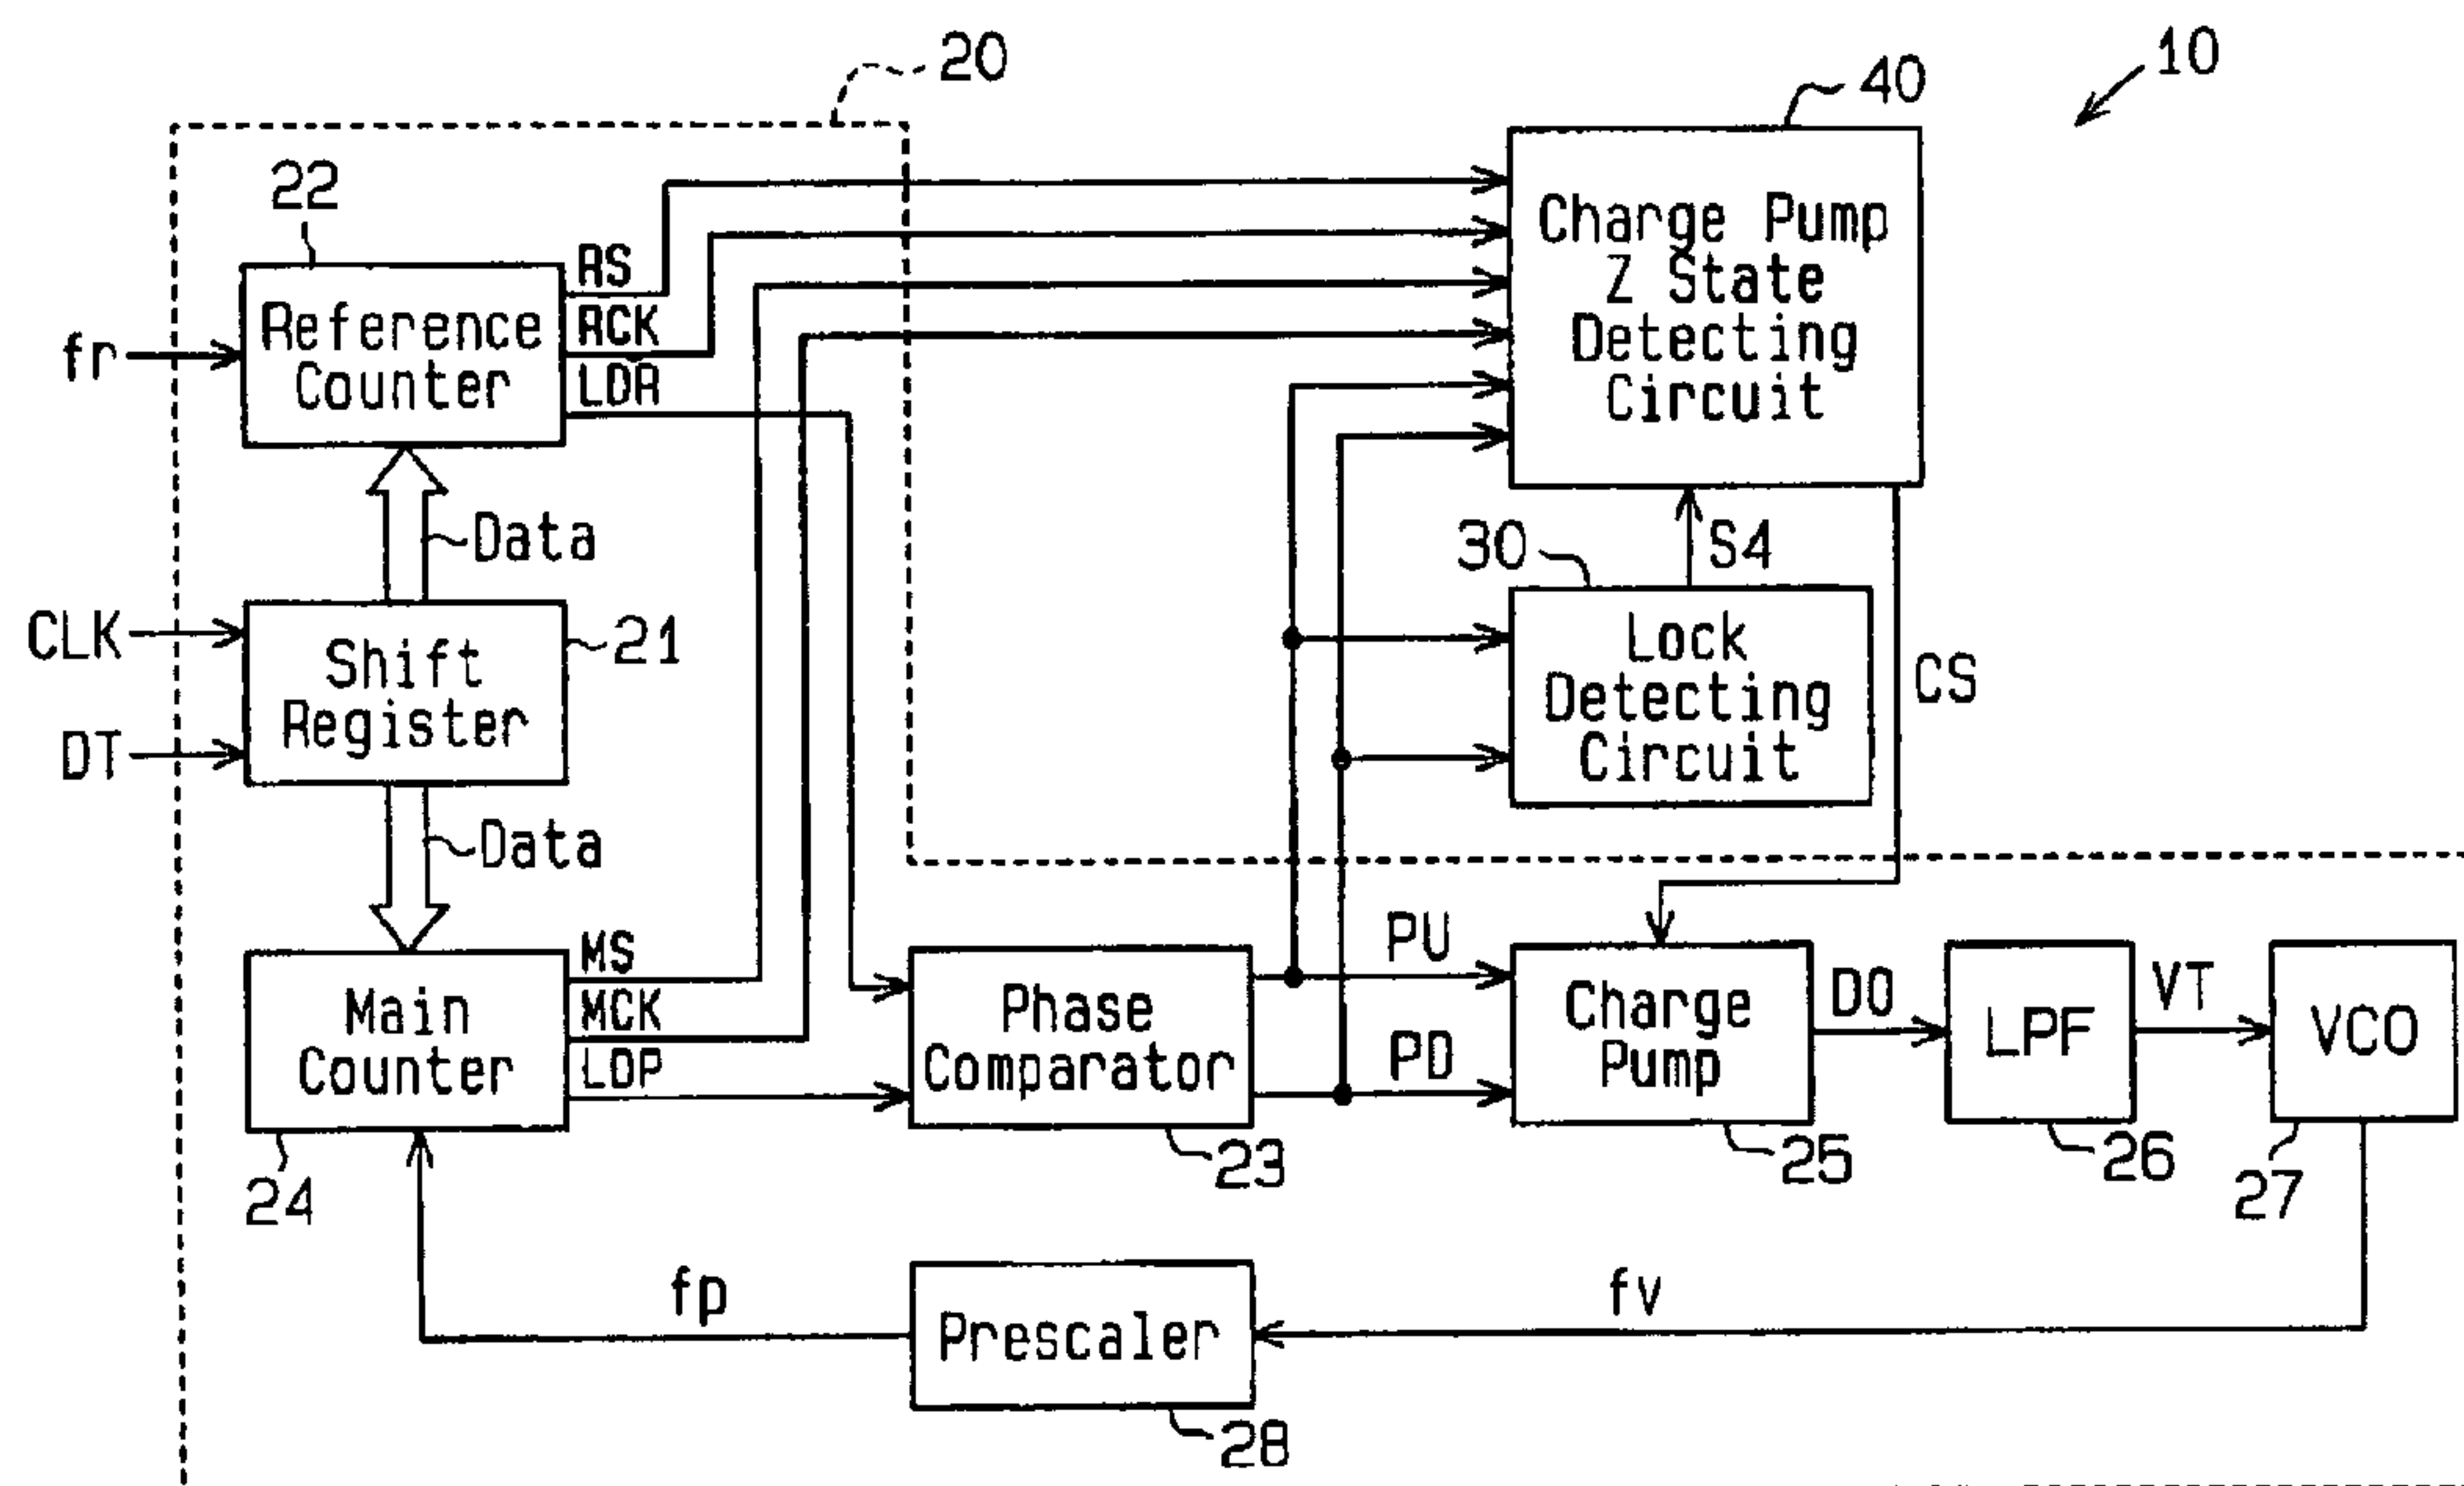 20
10
40
22
Charge Pump
Z State
Detecting
Circuit
RS
RCK
LDR
fr
Reference
Counter
Data
30
S4
CLK
DT
Shift
Register
21
Lock
Detecting
Circuit
CS
Data
MS
MCK
LDP
Main
Counter
24
Phase
Comparator
23
PU
PD
Charge
Pump
25
DO
LPF
26
VT
VCO
27
fp
Prescaler
28
fv